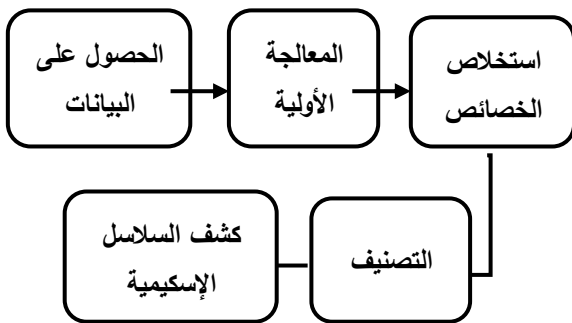 الحصول على
البيانات
المعالجة
الأولية
استخلاص
الخصائص
التصنيف
كشف السلاسل
الإسكيمية